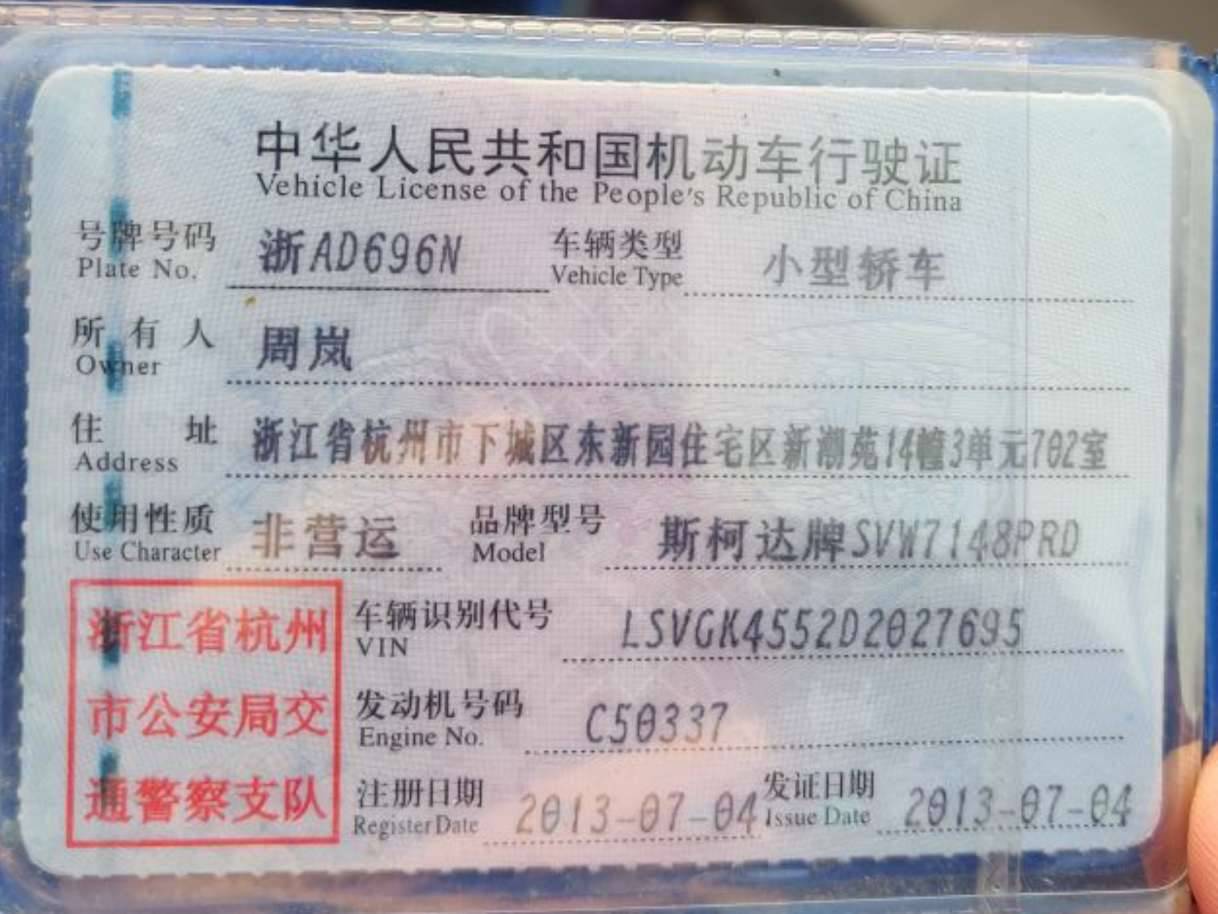 中华人民共和国机动车行驶证
Vehicle License of the People's Republic of China
号牌号码 浙AD696N 车辆类型 小型轿车
Plate No. Vehicle Type
所有人 周岚
Owner
住址 浙江省杭州市下城区东新园住宅区新潮苑14幢3单元702室
Address
使用性质 非营运 品牌型号 斯柯达牌SVW7148PRD
Use Character Model
浙江省杭州 车辆识别代号 LSVGK4552D2027695
VIN
市公安局交 发动机号码 C50337
Engine No.
通警察支队 注册日期 2013-07-04 发证日期 2013-07-04
Register Date Issue Date